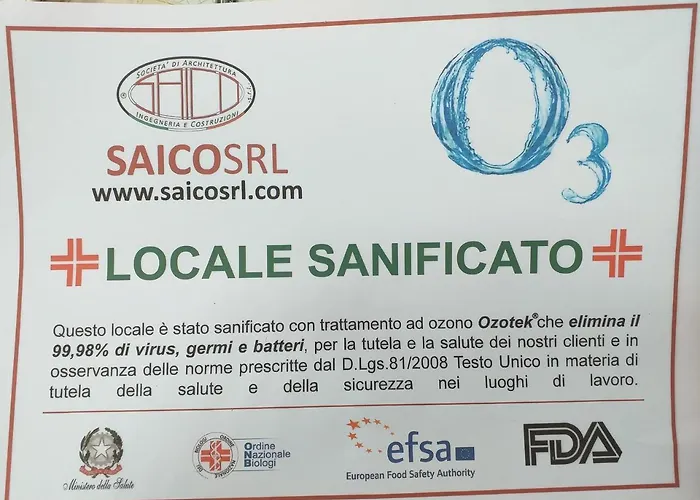 SOCIETA' DI ARCHITETTURA
SAICO
INGEGNERIA E COSTRUZIONI
SAICOSRL
www.saicosrl.com
O3
LOCALE SANIFICATO
Questo locale è stato sanificato con trattamento ad ozono Ozotek®che elimina il
99,98% di virus, germi e batteri, per la tutela e la salute dei nostri clienti e in
osservanza delle norme prescritte dal D.Lgs.81/2008 Testo Unico in materia di
tutela della salute e della sicurezza nei luoghi di lavoro.
Ministero della Salute
Ordine
Nazionale
Biologi
ONB
efsa
European Food Safety Authority
FDA